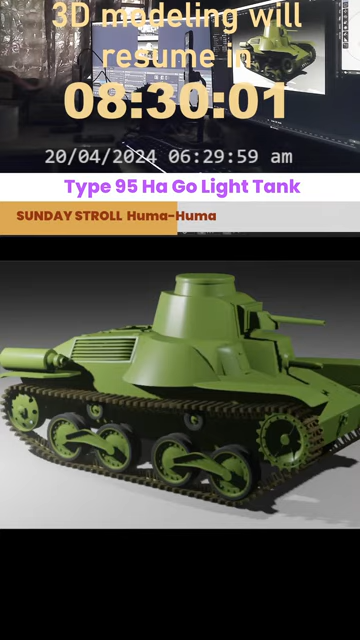 3D modeling will
resume in
08:30:01
20/04/2024 06:29:59 am
Type 95 Ha Go Light Tank
SUNDAY STROLL Huma-Huma